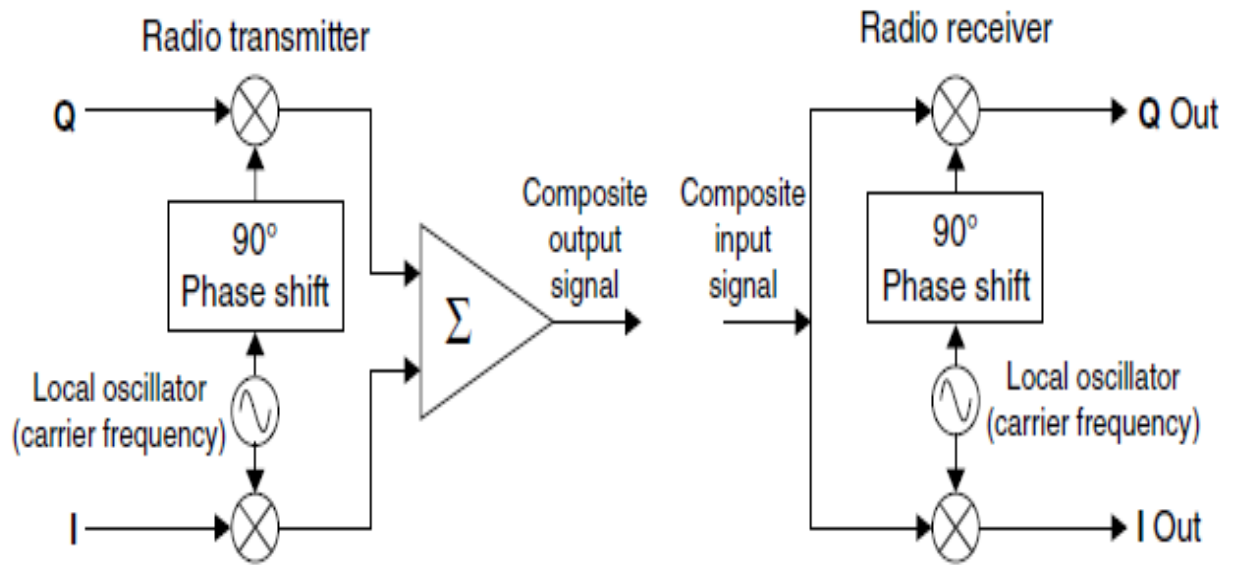 Radio transmitter
Q
90°
Phase shift
Local oscillator
(carrier frequency)
I
Σ
Composite
output
signal
Radio receiver
Composite
input
signal
Q Out
90°
Phase shift
Local oscillator
(carrier frequency)
I Out